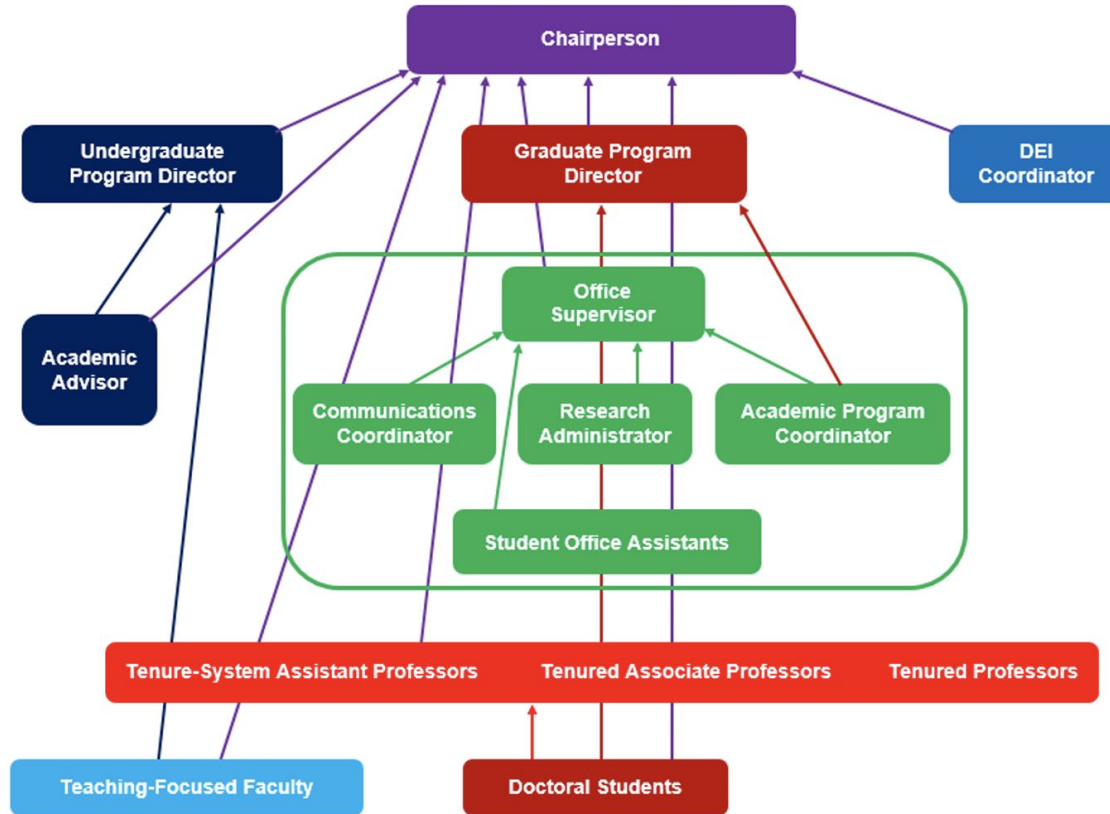 Chairperson
Undergraduate
Program Director
Graduate Program
Director
DEI
Coordinator
Office
Supervisor
Academic
Advisor
Communications
Coordinator
Research
Administrator
Academic Program
Coordinator
Student Office Assistants
Tenure-System Assistant Professors Tenured Associate Professors Tenured Professors
Teaching-Focused Faculty
Doctoral Students